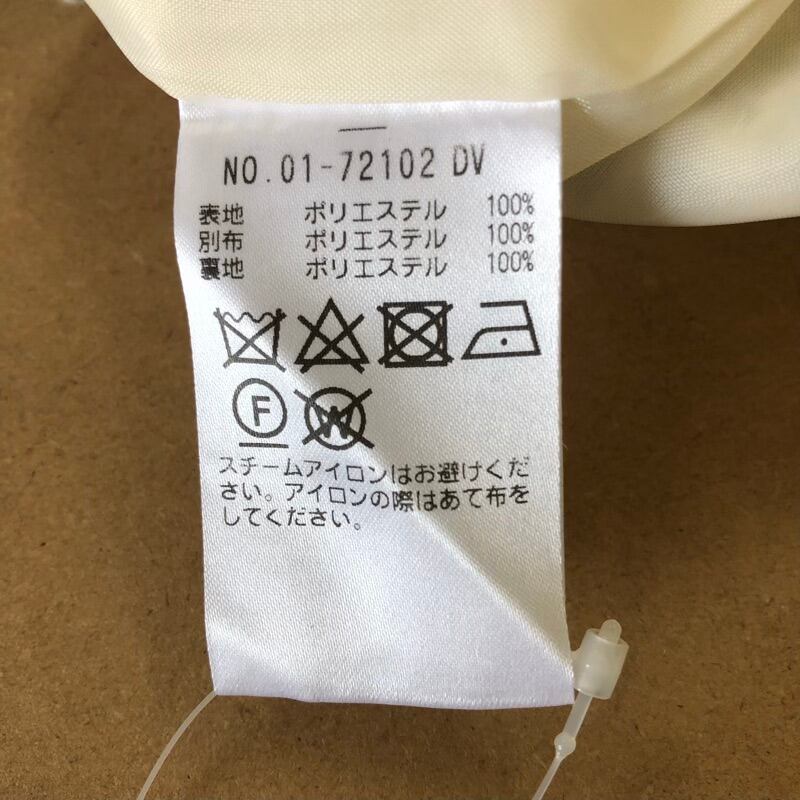 NO.01-72102 DV
表地 ポリエステル 100%
別布 ポリエステル 100%
裏地 ポリエステル 100%
F W
スチームアイロンはお避けくだ
さい。アイロンの際はあて布を
してください。